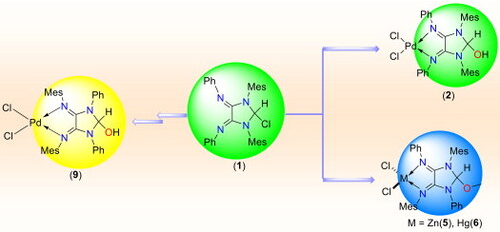 Ph
Mes
N
N
H
Cl
Pd
Cl
OH
N
N
Ph
Mes
(2)
Mes
Ph
Cl
N
N
H
Pd
OH
Cl
N
N
Mes
Ph
(9)
Ph
Mes
N
N
H
Cl
N
N
Ph
Mes
(1)
Ph
Mes
Cl
N
N
H
M
O
Cl
N
N
Mes
Ph
(6)
M = Zn(5), Hg(6)